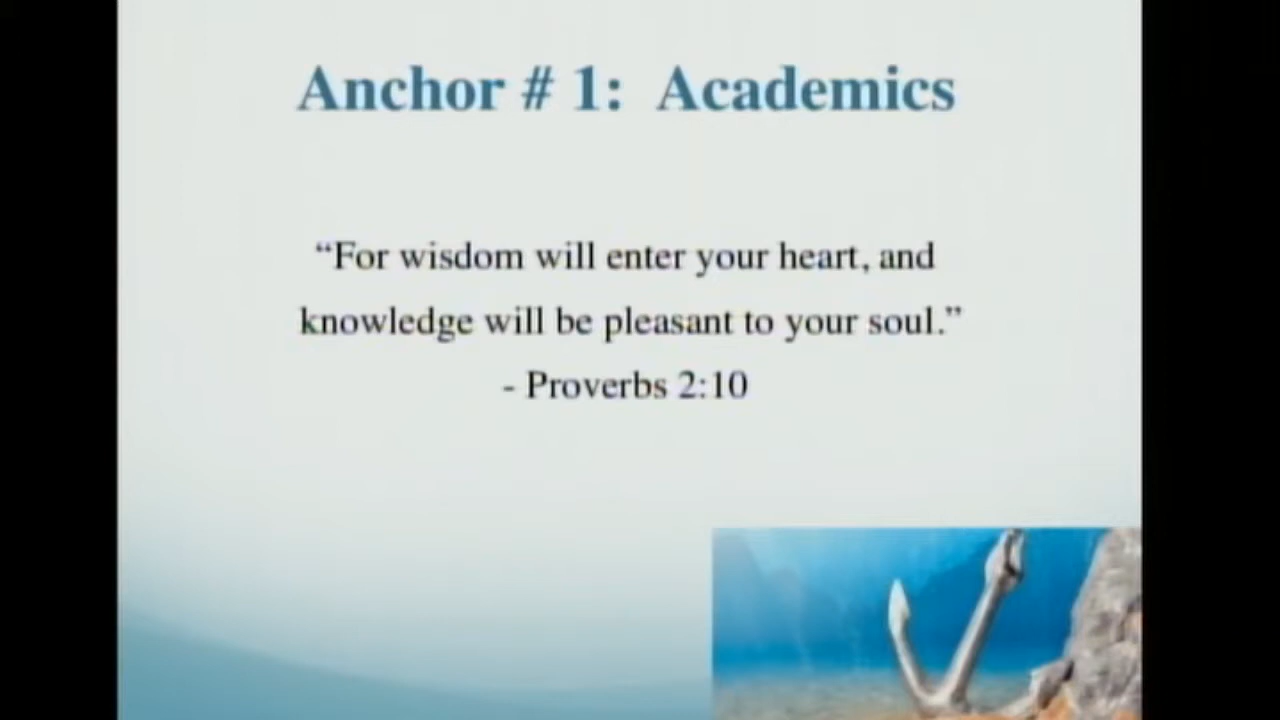 Anchor # 1:  Academics
“For wisdom will enter your heart, and
knowledge will be pleasant to your soul.”
- Proverbs 2:10